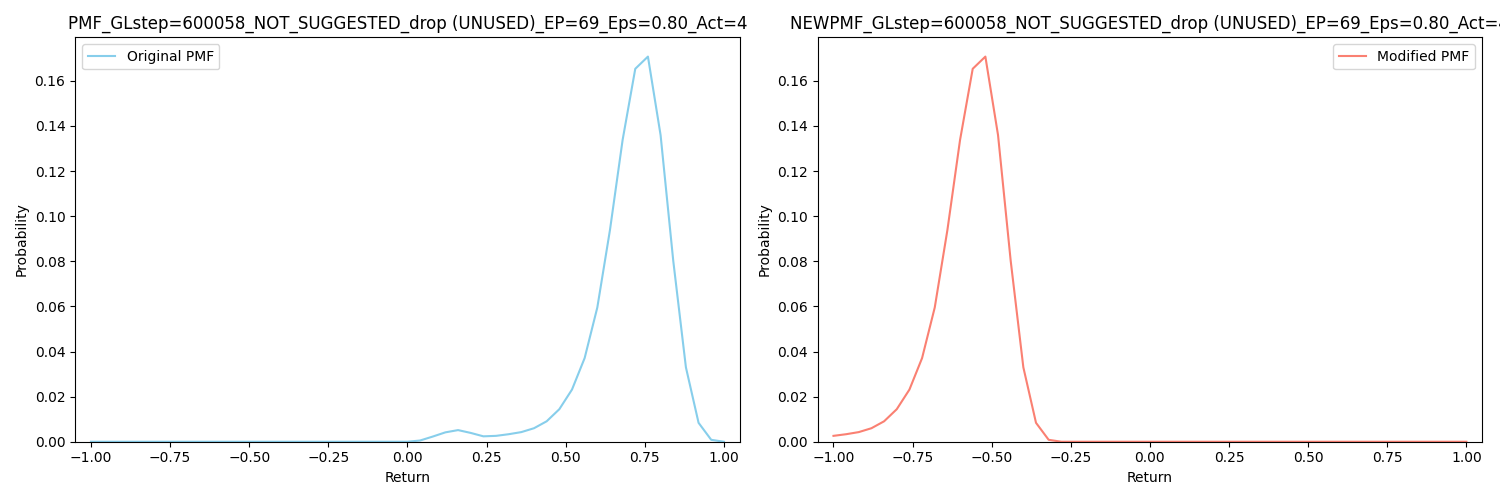 PMF_GLstep=600058_NOT_SUGGESTED_drop (UNUSED)_EP=69_Eps=0.80_Act=4
Original PMF
0.16
0.14
0.12
0.10
0.08
0.06
0.04
0.02
0.00
Probability
−1.00 −0.75 −0.50 −0.25 0.00 0.25 0.50 0.75 1.00
Return
NEWPMF_GLstep=600058_NOT_SUGGESTED_drop (UNUSED)_EP=69_Eps=0.80_Act=
Modified PMF
0.16
0.14
0.12
0.10
0.08
0.06
0.04
0.02
0.00
Probability
−1.00 −0.75 −0.50 −0.25 0.00 0.25 0.50 0.75 1.00
Return